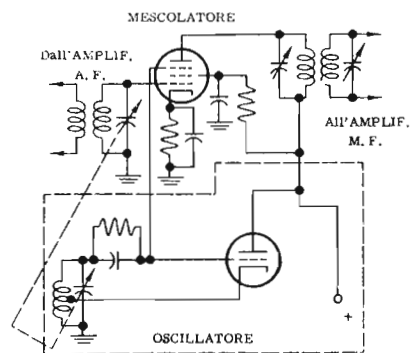 MESCOLATORE
Dall'AMPLIF.
A. F.
All'AMPLIF.
M. F.
+
OSCILLATORE